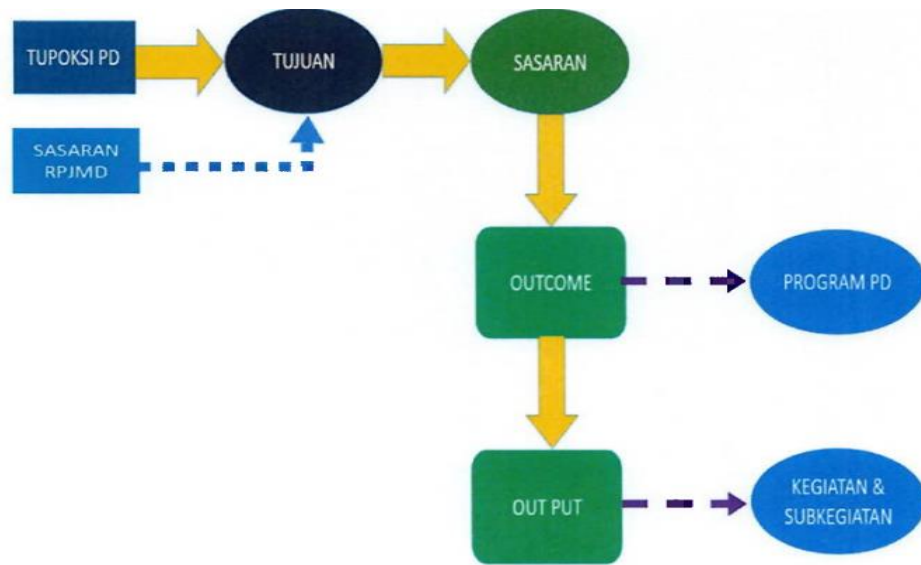 TUPOKSI PD
TUJUAN
SASARAN
SASARAN
RPJMD
OUTCOME
PROGRAM PD
OUT PUT
KEGIATAN &
SUBKEGIATAN